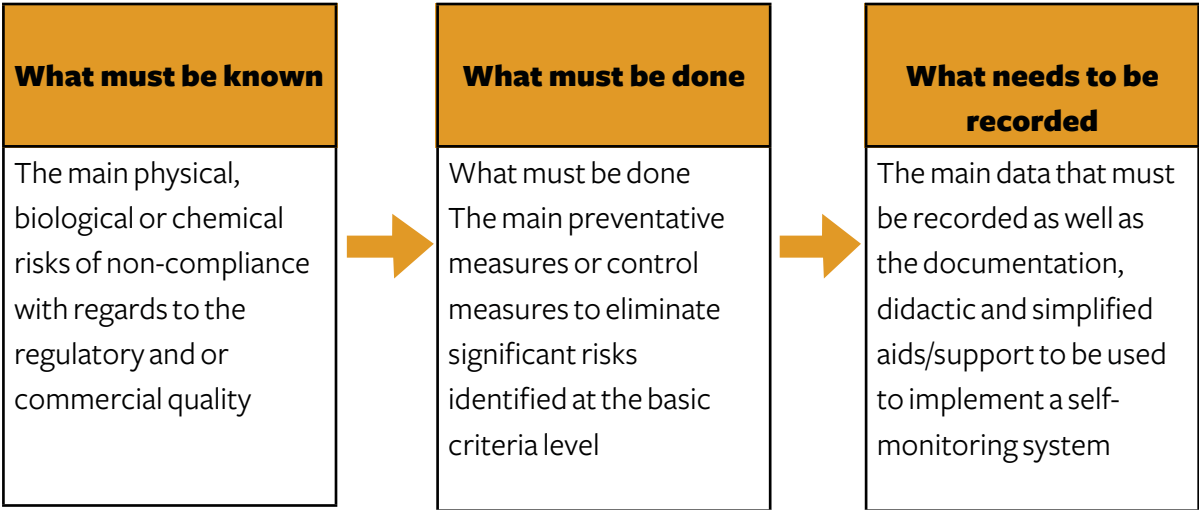 What must be known
The main physical,
biological or chemical
risks of non-compliance
with regards to the
regulatory and or
commercial quality
What must be done
What must be done
The main preventative
measures or control
measures to eliminate
significant risks
identified at the basic
criteria level
What needs to be
recorded
The main data that must
be recorded as well as
the documentation,
didactic and simplified
aids/support to be used
to implement a self-
monitoring system